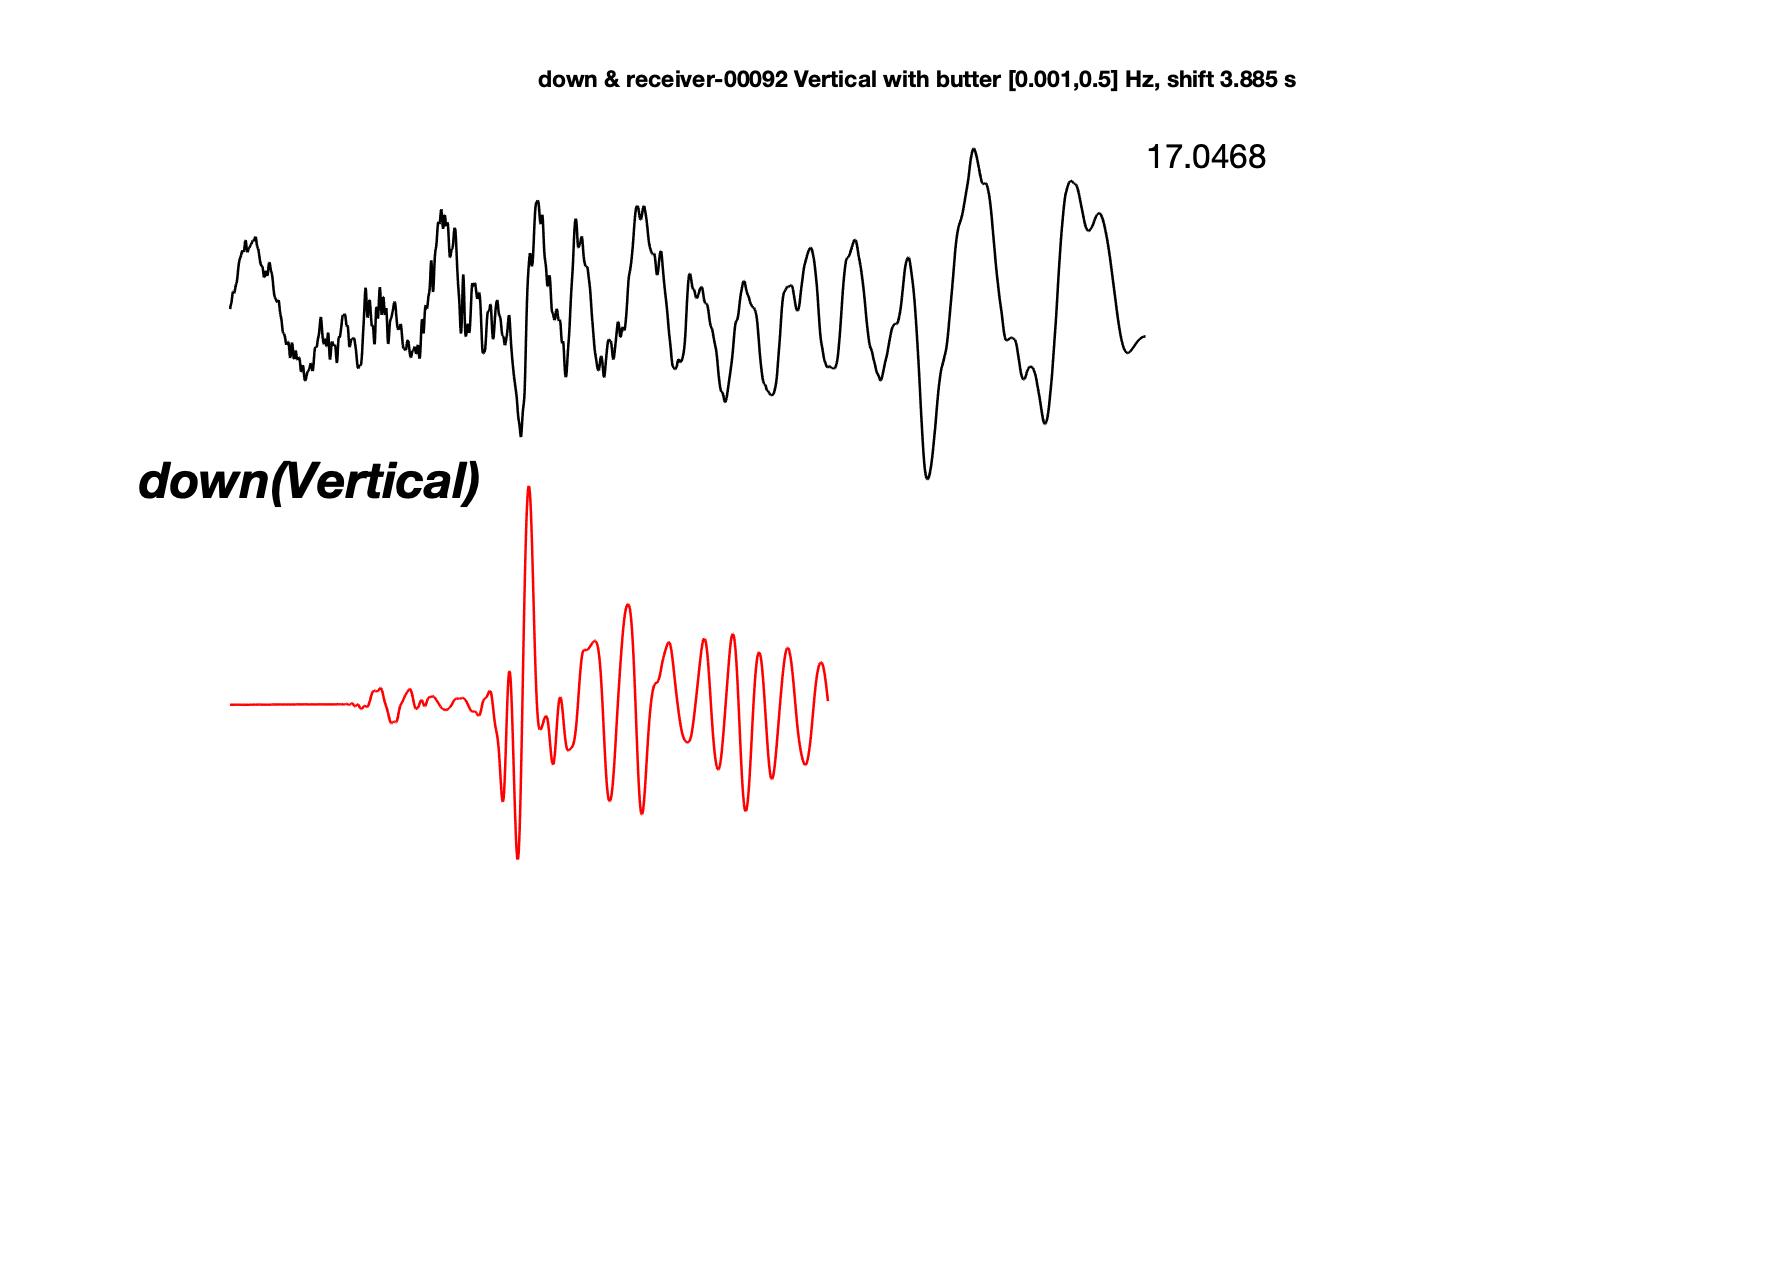 down & receiver-00092 Vertical with butter [0.001,0.5] Hz, shift 3.885 s
17.0468
down(Vertical)